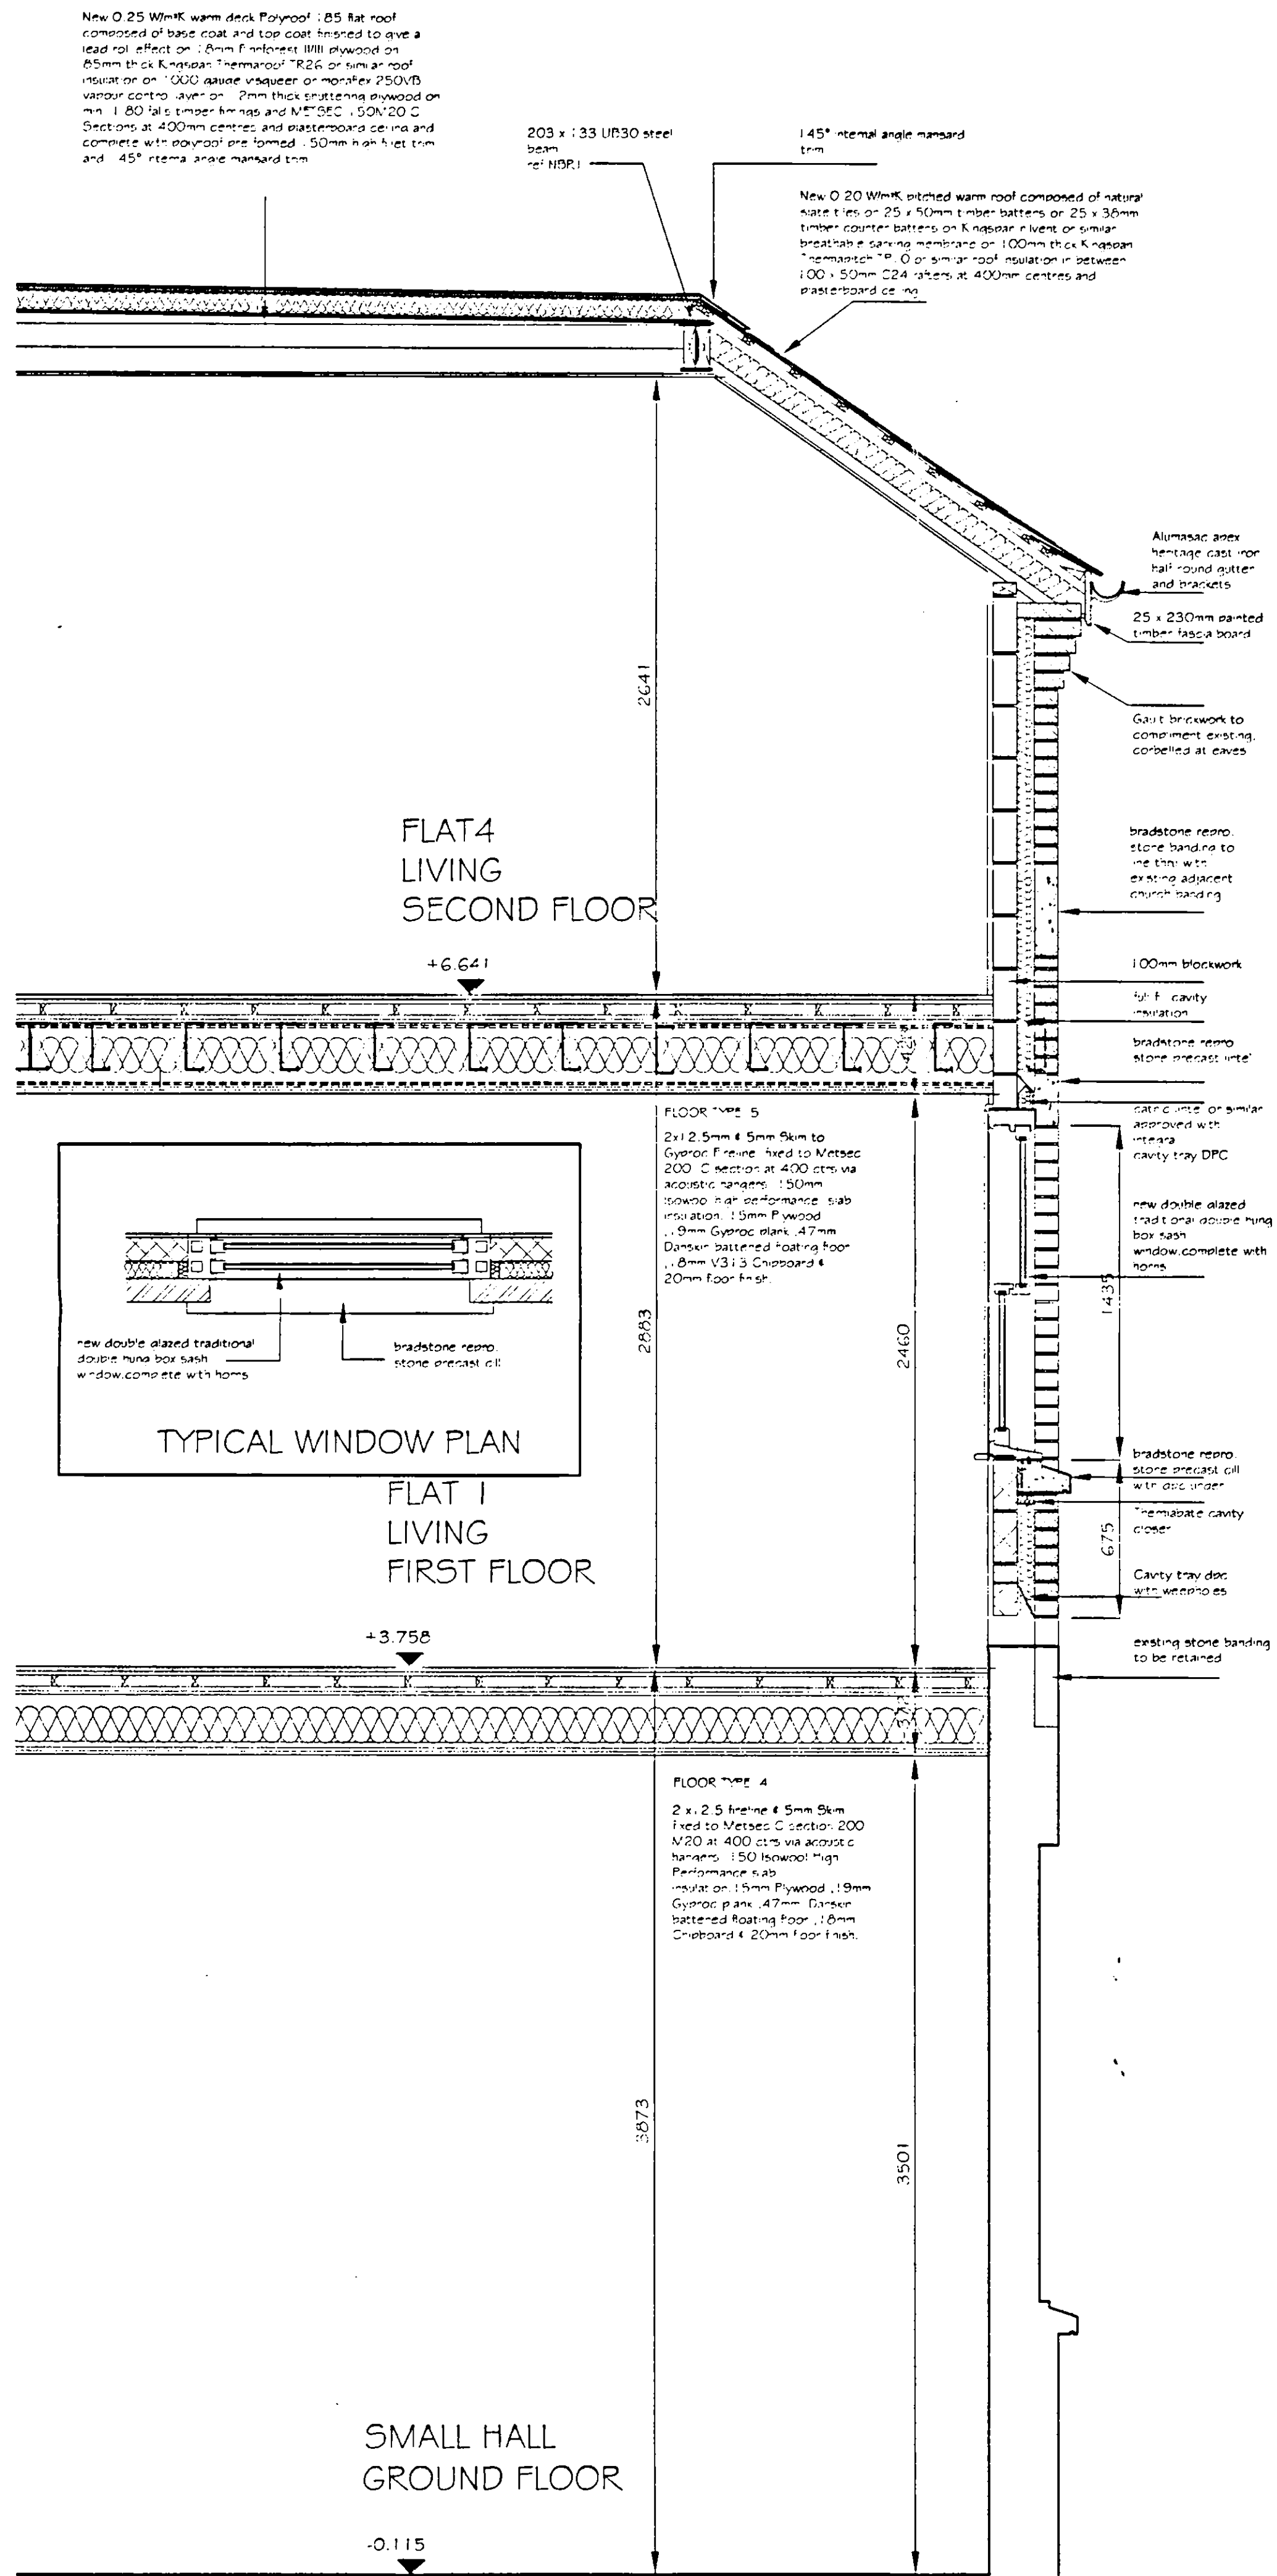 New 0.25 W/m²K warm deck Polyroof 185 flat roof
composed of base coat and top coat finished to give a
lead roll effect on 18mm Finnforest II/III plywood on
85mm thick Kingspan Thermaroof TR26 or similar roof
insulation on 1000 gauge visqueen or monaflex 250VB
vapour control layer on 12mm thick shuttering plywood on
min 1:80 falls timber firrings and METSEC 150M20 C
Sections at 400mm centres and plasterboard ceiling and
complete with polyroof pre formed 150mm high fillet trim
and 145° internal angle mansard trim
203 x 133 UB30 steel
beam
ref NBR1
145° internal angle mansard
trim
New 0.20 W/m²K pitched warm roof composed of natural
slate tiles on 25 x 50mm timber battens on 25 x 38mm
timber counter battens on Kingspan nilvent or similar
breathable sarking membrane on 100mm thick Kingspan
Thermapitch TP10 or similar roof insulation in between
100 x 50mm C24 rafters at 400mm centres and
plasterboard ceiling
Alumasac apex
heritage cast iron
half round gutter
and brackets
25 x 230mm painted
timber fascia board
2641
Gault brickwork to
compliment existing,
corbelled at eaves
FLAT4
LIVING
SECOND FLOOR
bradstone repro.
stone banding to
line thru with
existing adjacent
church banding
+6.641
100mm blockwork
full fill cavity
insulation
bradstone repro
stone precast lintel
catnic lintel or similar
approved with
integral
cavity tray DPC
FLOOR TYPE 5
2x12.5mm & 5mm Skim to
Gyproc Fireline fixed to Metsec
200 C section at 400 ctrs via
acoustic hangers, 150mm
Isowool high performance slab
insulation, 15mm Plywood
,19mm Gyproc plank ,47mm
Danskin battened floating floor
,18mm V313 Chipboard &
20mm floor finish.
new double glazed
traditional double hung
box sash
window,complete with
horns
1435
2883
2460
new double glazed traditional
double hung box sash
window,complete with horns
bradstone repro.
stone precast cill
TYPICAL WINDOW PLAN
bradstone repro.
stone precast cill
with dpc under
Thermabate cavity
closer
675
FLAT 1
LIVING
FIRST FLOOR
Cavity tray dpc
with weepholes
+3.758
existing stone banding
to be retained
FLOOR TYPE 4
2 x12.5 fireline & 5mm Skim
fixed to Metsec C section 200
M20 at 400 ctrs via acoustic
hangers, 150 Isowool High
Performance slab
insulation,15mm Plywood ,19mm
Gyproc plank ,47mm Danskin
battened floating floor ,18mm
Chipboard & 20mm floor finish.
3873
3501
SMALL HALL
GROUND FLOOR
-0.115